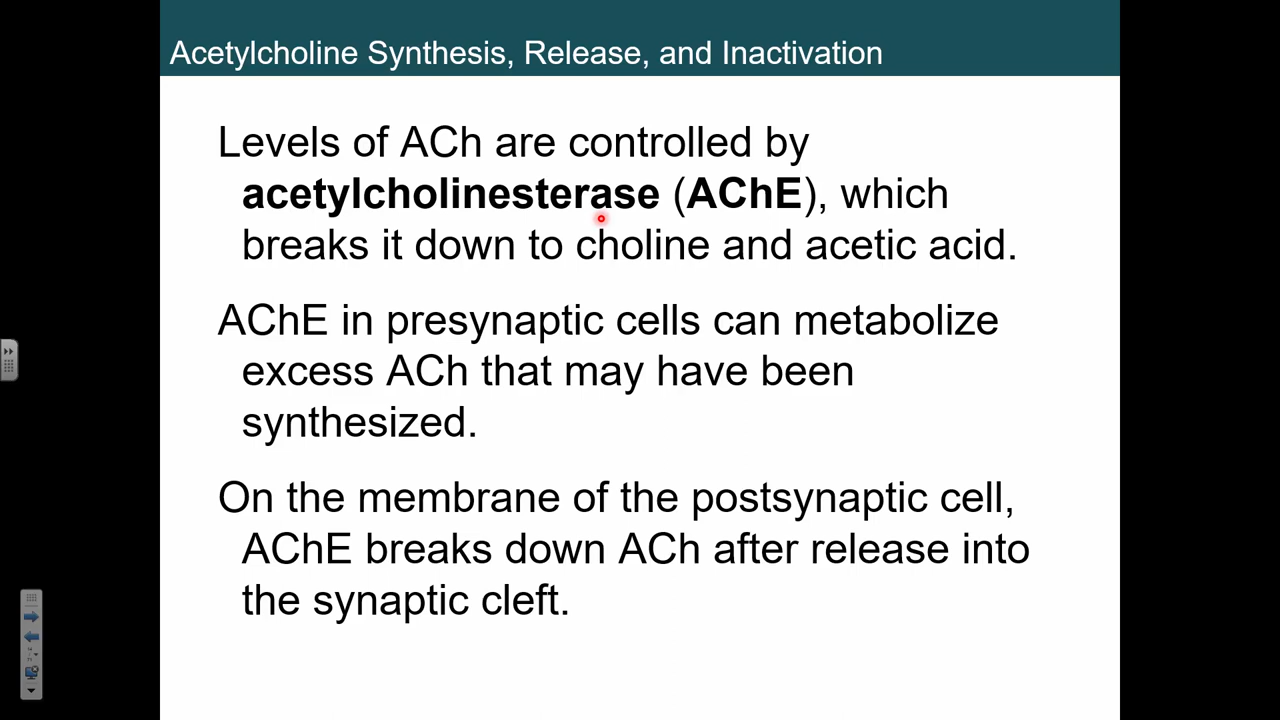 Acetylcholine Synthesis, Release, and Inactivation
Levels of ACh are controlled by
acetylcholinesterase (AChE), which
breaks it down to choline and acetic acid.
AChE in presynaptic cells can metabolize
excess ACh that may have been
synthesized.
On the membrane of the postsynaptic cell,
AChE breaks down ACh after release into
the synaptic cleft.